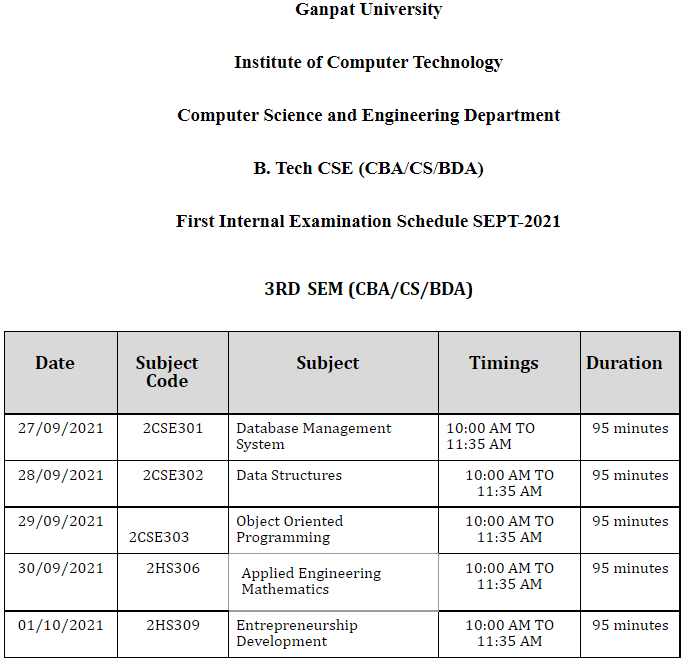 Ganpat University
Institute of Computer Technology
Computer Science and Engineering Department
B. Tech CSE (CBA/CS/BDA)
First Internal Examination Schedule SEPT-2021
3RD SEM (CBA/CS/BDA)
Date Subject Code Subject Timings Duration
27/09/2021 2CSE301 Database Management System 10:00 AM TO 11:35 AM 95 minutes
28/09/2021 2CSE302 Data Structures 10:00 AM TO 11:35 AM 95 minutes
29/09/2021 2CSE303 Object Oriented Programming 10:00 AM TO 11:35 AM 95 minutes
30/09/2021 2HS306 Applied Engineering Mathematics 10:00 AM TO 11:35 AM 95 minutes
01/10/2021 2HS309 Entrepreneurship Development 10:00 AM TO 11:35 AM 95 minutes